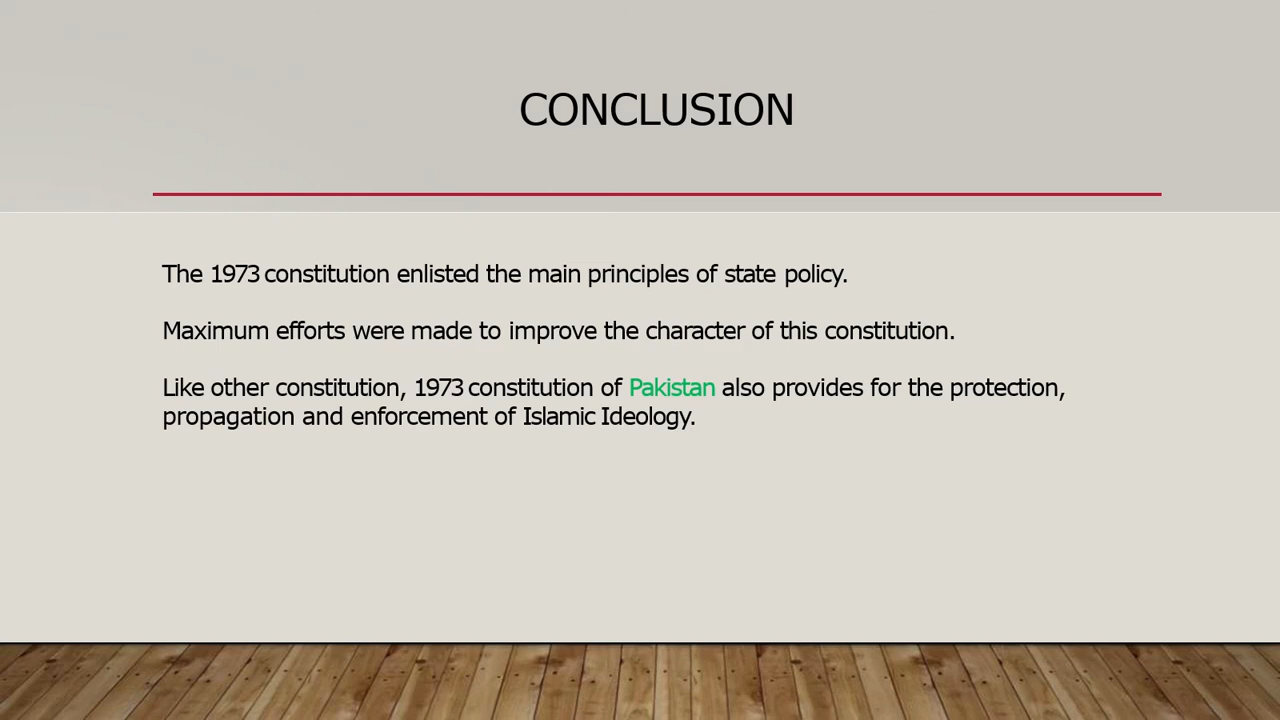 CONCLUSION
The 1973 constitution enlisted the main principles of state policy.
Maximum efforts were made to improve the character of this constitution.
Like other constitution, 1973 constitution of Pakistan also provides for the protection,
propagation and enforcement of Islamic Ideology.